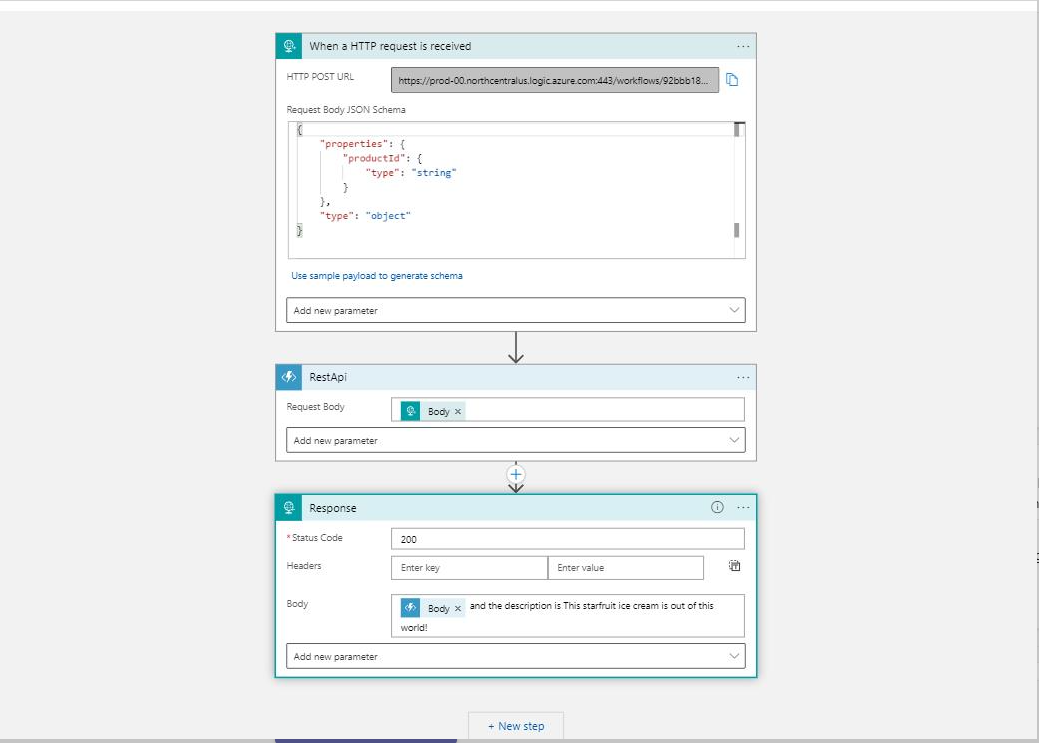 When a HTTP request is received
...
HTTP POST URL
https://prod-00.northcentralus.logic.azure.com:443/workflows/92bbb18...
Request Body JSON Schema
{
"properties": {
"productId": {
"type": "string"
}
},
"type": "object"
}
Use sample payload to generate schema
Add new parameter
RestApi
...
Request Body
Body ×
Add new parameter
+
Response
...
*Status Code
200
Headers
Enter key
Enter value
Body
Body × and the description is This starfruit ice cream is out of this
world!
Add new parameter
+ New step